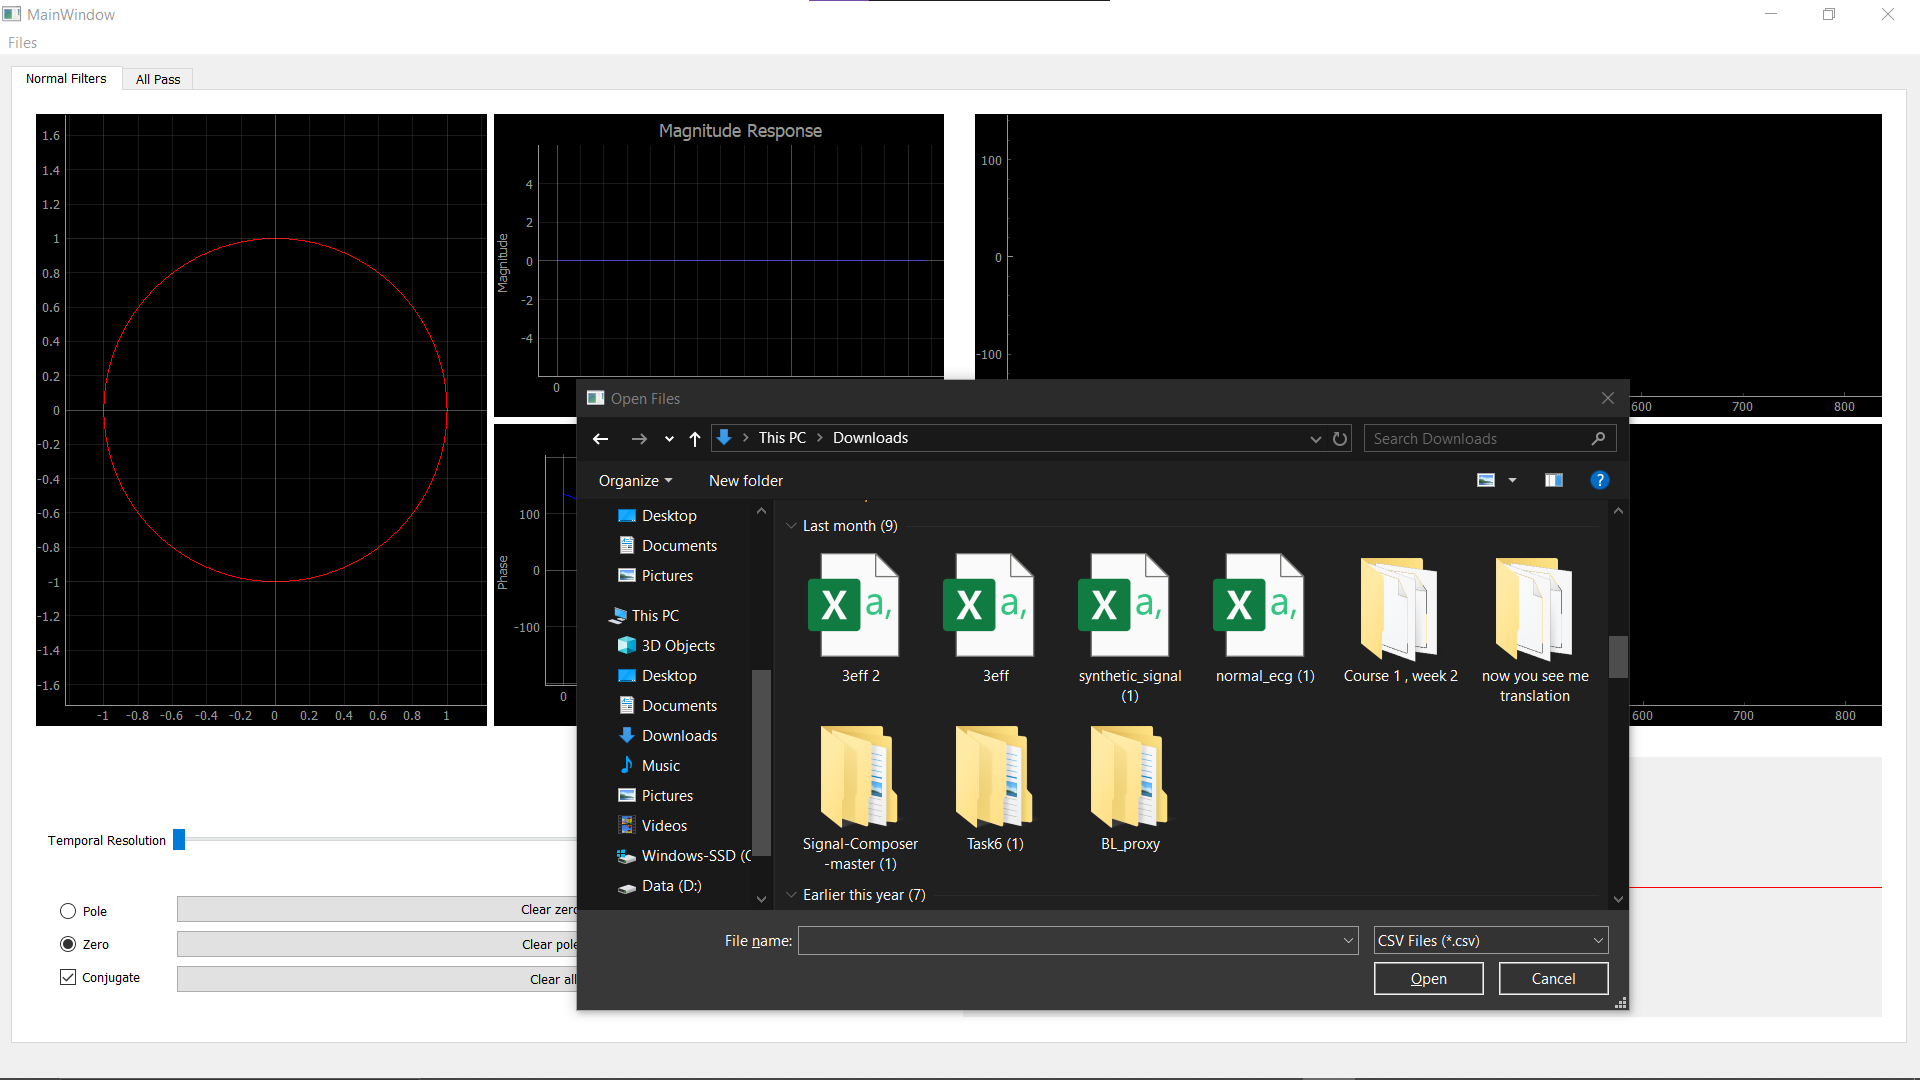 MainWindow
Files
Normal Filters
All Pass
1.6
1.4
1.2
1
0.8
0.6
0.4
0.2
0
-0.2
-0.4
-0.6
-0.8
-1
-1.2
-1.4
-1.6
-1 -0.8 -0.6 -0.4 -0.2 0 0.2 0.4 0.6 0.8 1
Magnitude Response
Magnitude
4
2
0
-2
-4
0
Phase
100
0
-100
0
100
0
-100
600 700 800
600 700 800
Temporal Resolution
Pole
Zero
Conjugate
Clear zero
Clear pole
Clear all
Open Files
This PC
Downloads
Search Downloads
Organize
New folder
?
Desktop
Documents
Pictures
This PC
3D Objects
Desktop
Documents
Downloads
Music
Pictures
Videos
Windows-SSD (C
Data (D:)
Last month (9)
X a,
X a,
X a,
X a,
3eff 2
3eff
synthetic_signal
(1)
normal_ecg (1)
Course 1 , week 2
now you see me
translation
Signal-Composer
-master (1)
Task6 (1)
BL_proxy
Earlier this year (7)
File name:
CSV Files (*.csv)
Open
Cancel